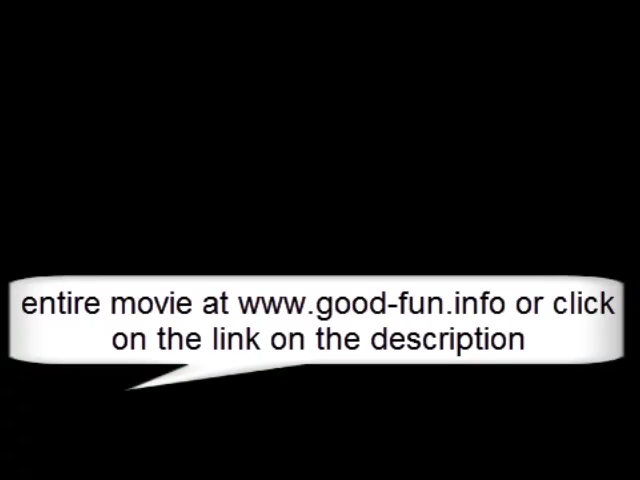 entire movie at www.good-fun.info or click
on the link on the description